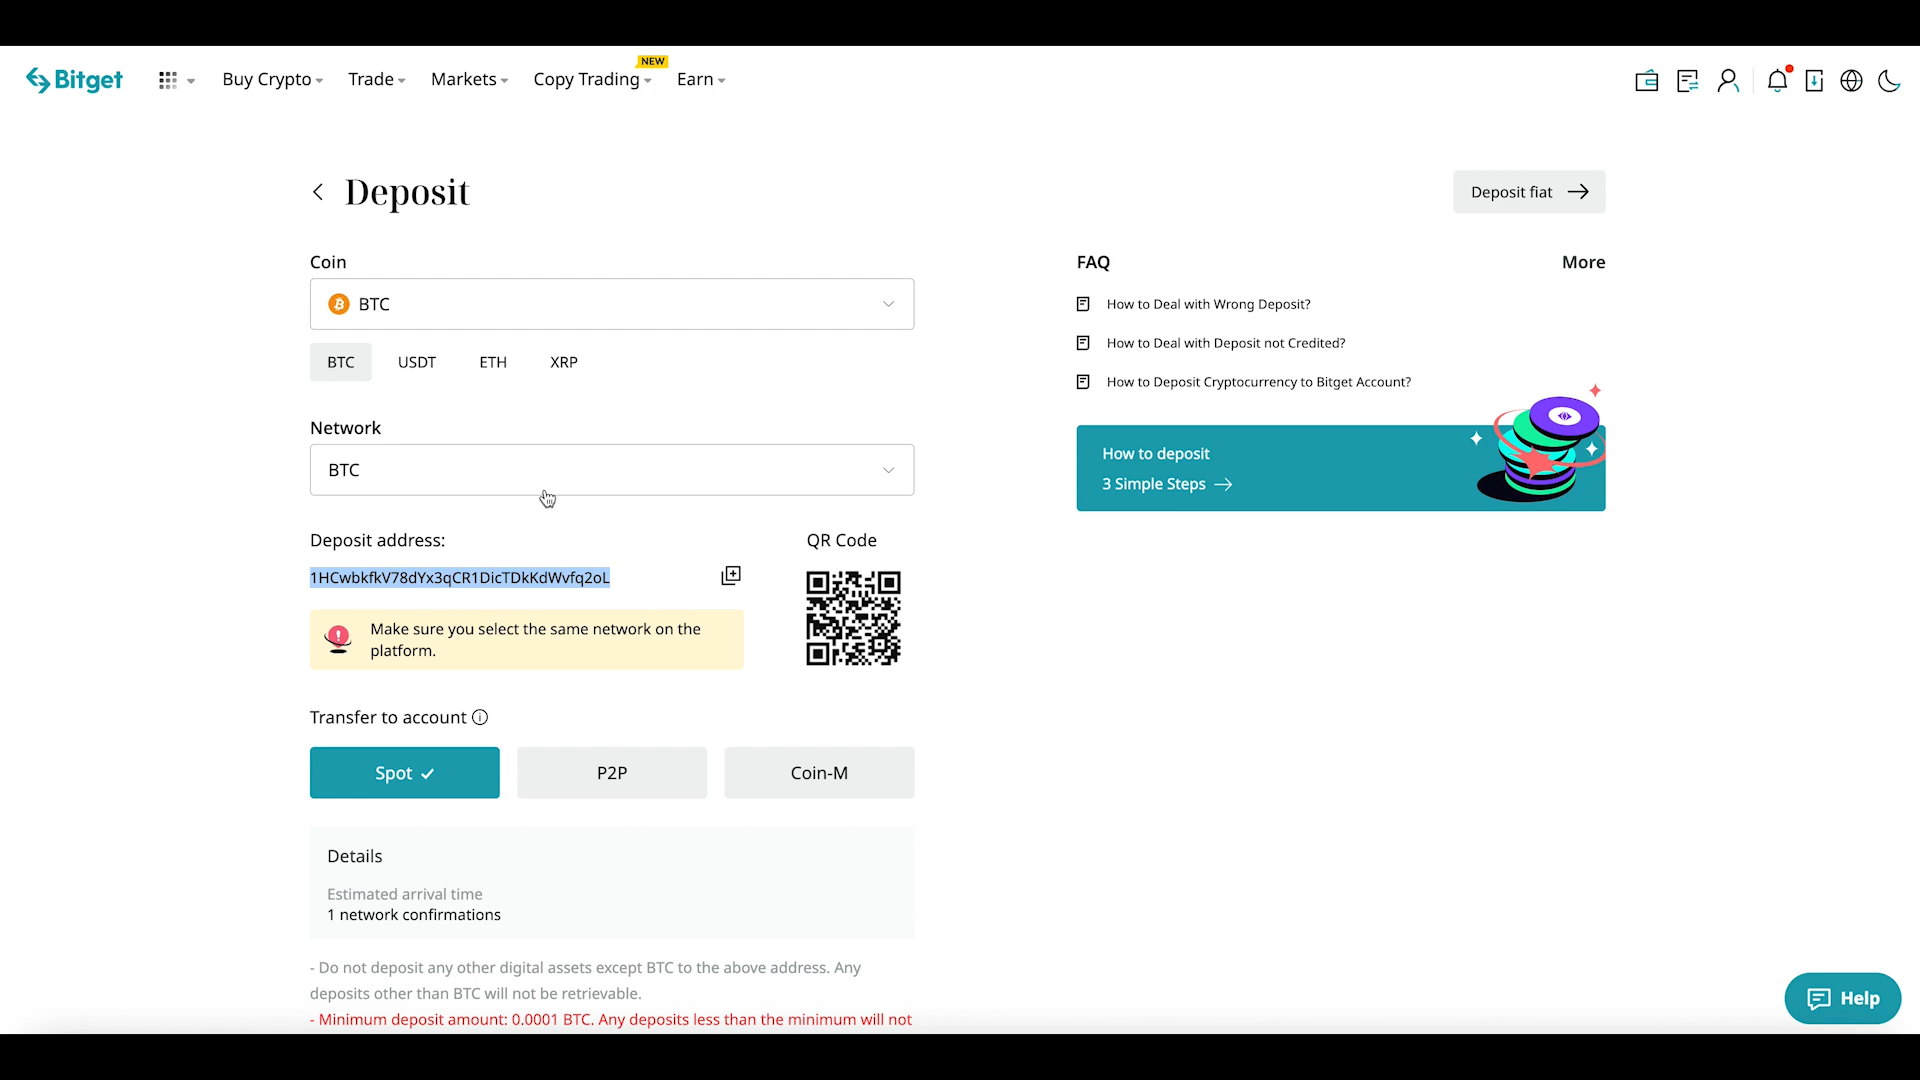 Bitget
Buy Crypto
Trade
Markets
Copy Trading
NEW
Earn
Deposit
Deposit fiat
Coin
BTC
BTC USDT ETH XRP
Network
BTC
Deposit address:
1HCwbkfkV78dYx3qCR1DicTDkKdWvfq2oL
QR Code
Make sure you select the same network on the
platform.
Transfer to account
Spot
P2P
Coin-M
Details
Estimated arrival time
1 network confirmations
- Do not deposit any other digital assets except BTC to the above address. Any
deposits other than BTC will not be retrievable.
- Minimum deposit amount: 0.0001 BTC. Any deposits less than the minimum will not
FAQ
More
How to Deal with Wrong Deposit?
How to Deal with Deposit not Credited?
How to Deposit Cryptocurrency to Bitget Account?
How to deposit
3 Simple Steps
Help